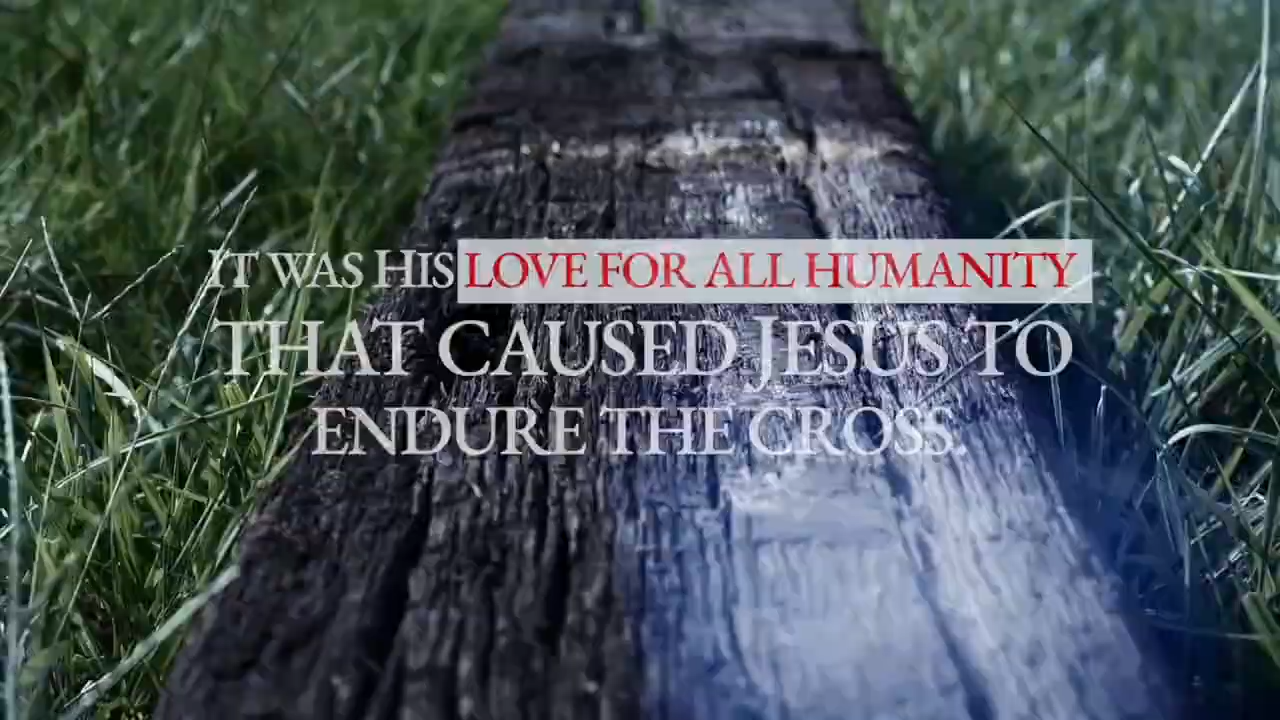 IT WAS HIS LOVE FOR ALL HUMANITY
THAT CAUSED JESUS TO
ENDURE THE CROSS.